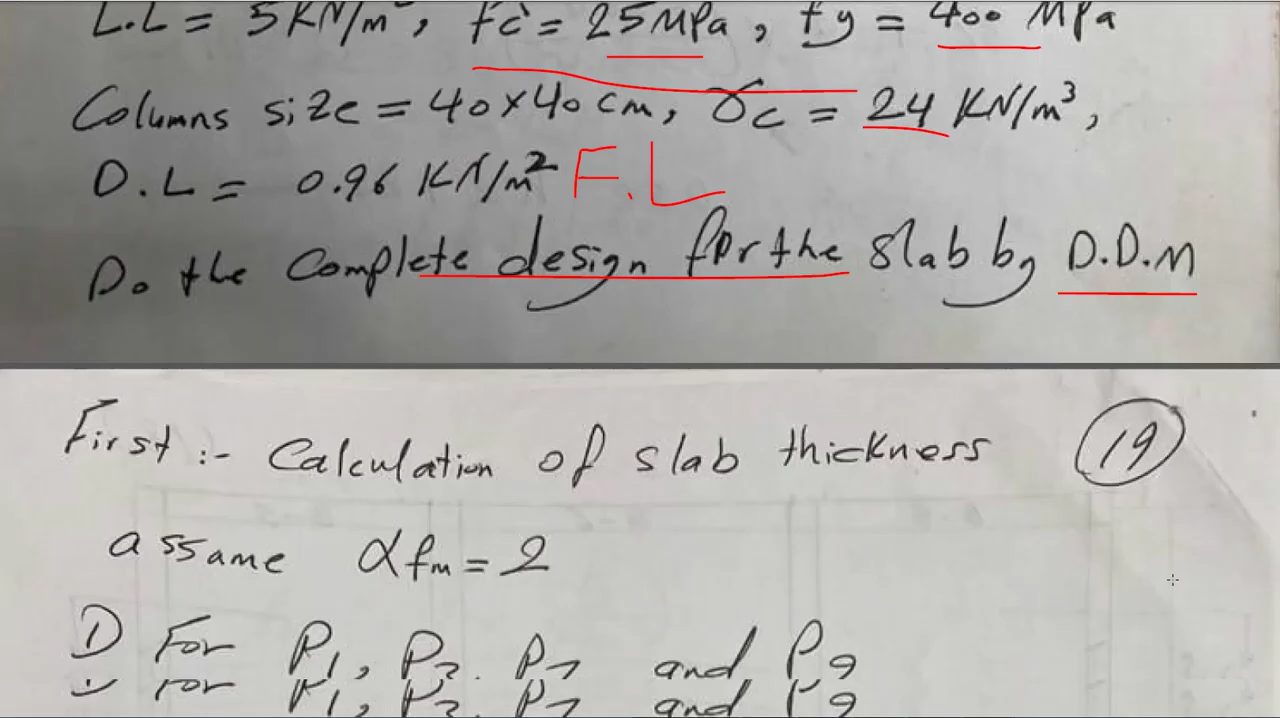 L.L = 5 KN/m², fc' = 25 MPa, fy = 400 MPa
Columns size = 40 × 40 cm, γc = 24 KN/m³,
D.L = 0.96 KN/m² F.L
Do the Complete design for the slab by D.D.M
First :- Calculation of slab thickness 19
assame αfm = 2
1) For P1, P3, P7 and P9